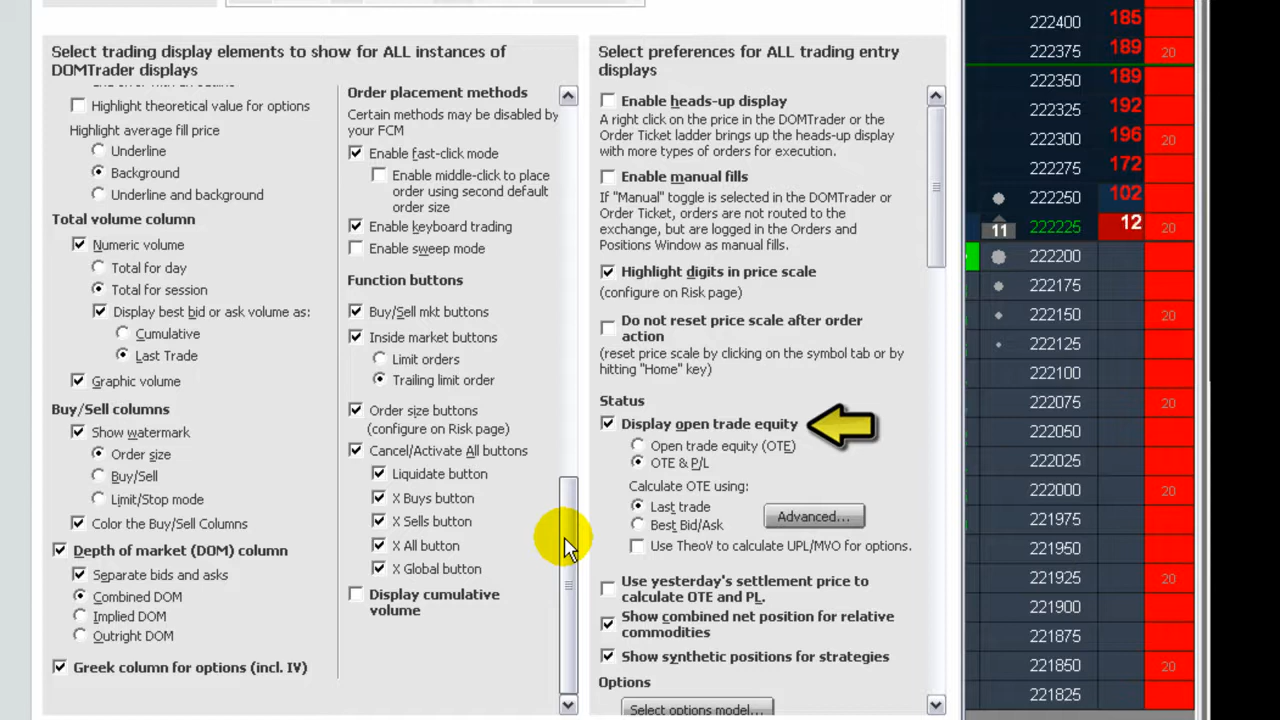 Select trading display elements to show for ALL instances of
DOMTrader displays
Highlight theoretical value for options
Highlight average fill price
Underline
Background
Underline and background
Total volume column
Numeric volume
Total for day
Total for session
Display best bid or ask volume as:
Cumulative
Last Trade
Graphic volume
Buy/Sell columns
Show watermark
Order size
Buy/Sell
Limit/Stop mode
Color the Buy/Sell Columns
Depth of market (DOM) column
Separate bids and asks
Combined DOM
Implied DOM
Outright DOM
Greek column for options (incl. IV)
Order placement methods
Certain methods may be disabled by
your FCM
Enable fast-click mode
Enable middle-click to place
order using second default
order size
Enable keyboard trading
Enable sweep mode
Function buttons
Buy/Sell mkt buttons
Inside market buttons
Limit orders
Trailing limit order
Order size buttons
(configure on Risk page)
Cancel/Activate All buttons
Liquidate button
X Buys button
X Sells button
X All button
X Global button
Display cumulative
volume
Select preferences for ALL trading entry
displays
Enable heads-up display
A right click on the price in the DOMTrader or the
Order Ticket ladder brings up the heads-up display
with more types of orders for execution.
Enable manual fills
If "Manual" toggle is selected in the DOMTrader or
Order Ticket, orders are not routed to the
exchange, but are logged in the Orders and
Positions Window as manual fills.
Highlight digits in price scale
(configure on Risk page)
Do not reset price scale after order
action
(reset price scale by clicking on the symbol tab or by
hitting "Home" key)
Status
Display open trade equity
Open trade equity (OTE)
OTE & P/L
Calculate OTE using:
Last trade
Best Bid/Ask
Advanced...
Use TheoV to calculate UPL/MVO for options.
Use yesterday's settlement price to
calculate OTE and PL.
Show combined net position for relative
commodities
Show synthetic positions for strategies
Options
Select options model...
222400 185
222375 189 20
222350 189
222325 192
222300 196 20
222275 172
222250 102
11 222225 12 20
222200
222175
222150 20
222125
222100
222075 20
222050
222025
222000 20
221975
221950
221925 20
221900
221875
221850 20
221825